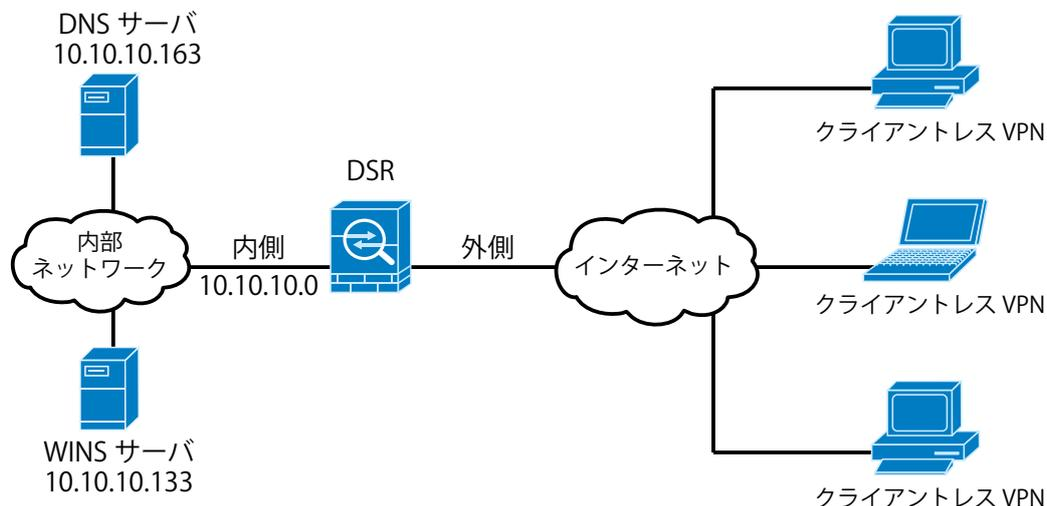 DNS サーバ
10.10.10.163
内部
ネットワーク
WINS サーバ
10.10.10.133
内側
10.10.10.0
DSR
外側
インターネット
クライアントレス VPN
クライアントレス VPN
クライアントレス VPN